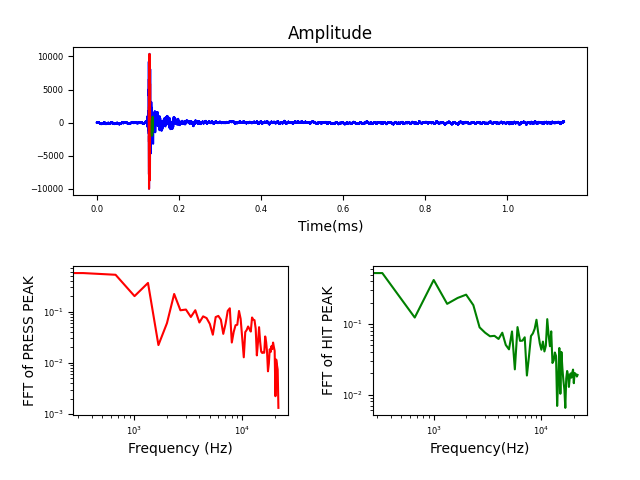 Amplitude
10000
5000
0
−5000
−10000
0.0 0.2 0.4 0.6 0.8 1.0
Time(ms)
FFT of PRESS PEAK
10⁻¹
10⁻²
10⁻³
10³ 10⁴
Frequency (Hz)
FFT of HIT PEAK
10⁻¹
10⁻²
10³ 10⁴
Frequency(Hz)